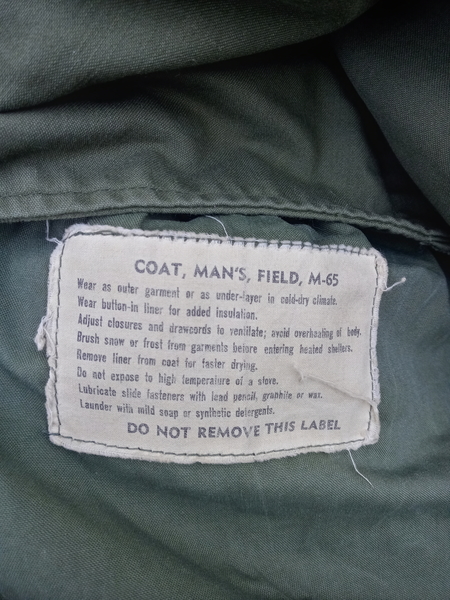 COAT, MAN'S, FIELD, M-65
Wear as outer garment or as under-layer in cold-dry climate.
Wear button-in liner for added insulation.
Adjust closures and drawcords to ventilate; avoid overheating of body.
Brush snow or frost from garments before entering heated shelters.
Remove liner from coat for faster drying.
Do not expose to high temperature of a stove.
Lubricate slide fasteners with lead pencil, graphite or wax.
Launder with mild soap or synthetic detergents.
DO NOT REMOVE THIS LABEL